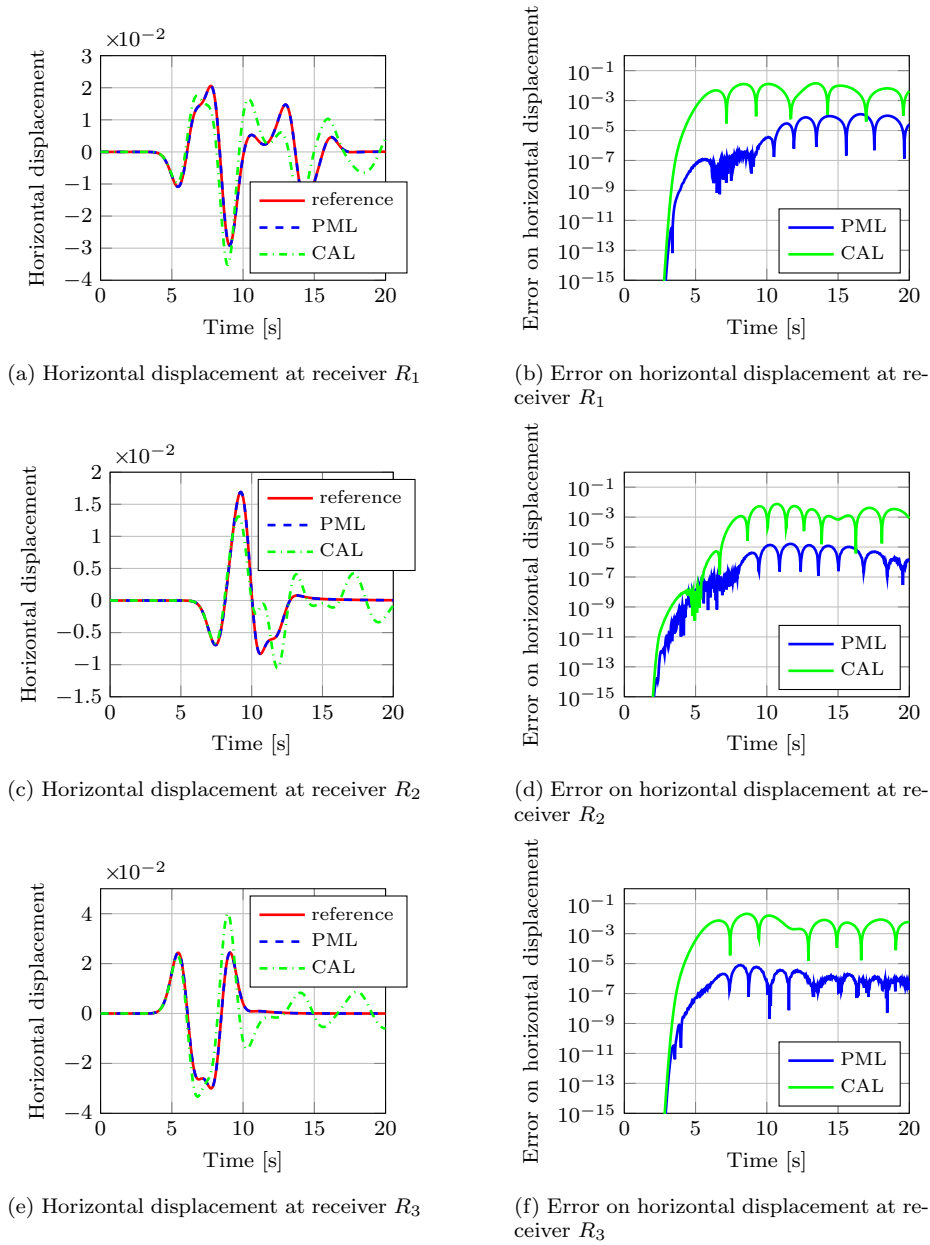 ×10−2
3
2
1
0
−1
−2
−3
−4
0
5
10
15
20
Horizontal displacement
Time [s]
reference
PML
CAL
(a) Horizontal displacement at receiver R1
10−1
10−3
10−5
10−7
10−9
10−11
10−13
10−15
0
5
10
15
20
Error on horizontal displacement
Time [s]
PML
CAL
(b) Error on horizontal displacement at re-
ceiver R1
×10−2
2
1.5
1
0.5
0
−0.5
−1
−1.5
0
5
10
15
20
Horizontal displacement
Time [s]
reference
PML
CAL
(c) Horizontal displacement at receiver R2
10−1
10−3
10−5
10−7
10−9
10−11
10−13
10−15
0
5
10
15
20
Error on horizontal displacement
Time [s]
PML
CAL
(d) Error on horizontal displacement at re-
ceiver R2
×10−2
4
2
0
−2
−4
0
5
10
15
20
Horizontal displacement
Time [s]
reference
PML
CAL
(e) Horizontal displacement at receiver R3
10−1
10−3
10−5
10−7
10−9
10−11
10−13
10−15
0
5
10
15
20
Error on horizontal displacement
Time [s]
PML
CAL
(f) Error on horizontal displacement at re-
ceiver R3